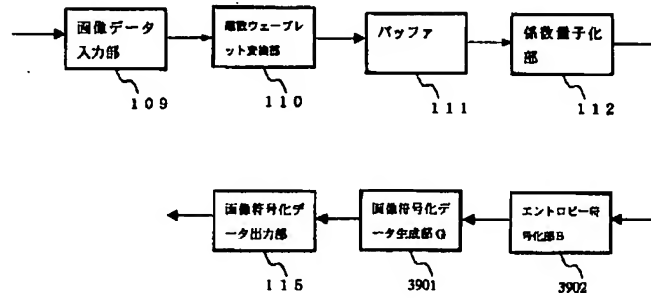 画像データ
入力部
離散ウェーブレ
ット変換部
バッファ
係数量子化
部
109
110
111
112
画像符号化デ
ータ出力部
画像符号化デ
ータ生成部G
エントロピー符
号化部B
115
3901
3902